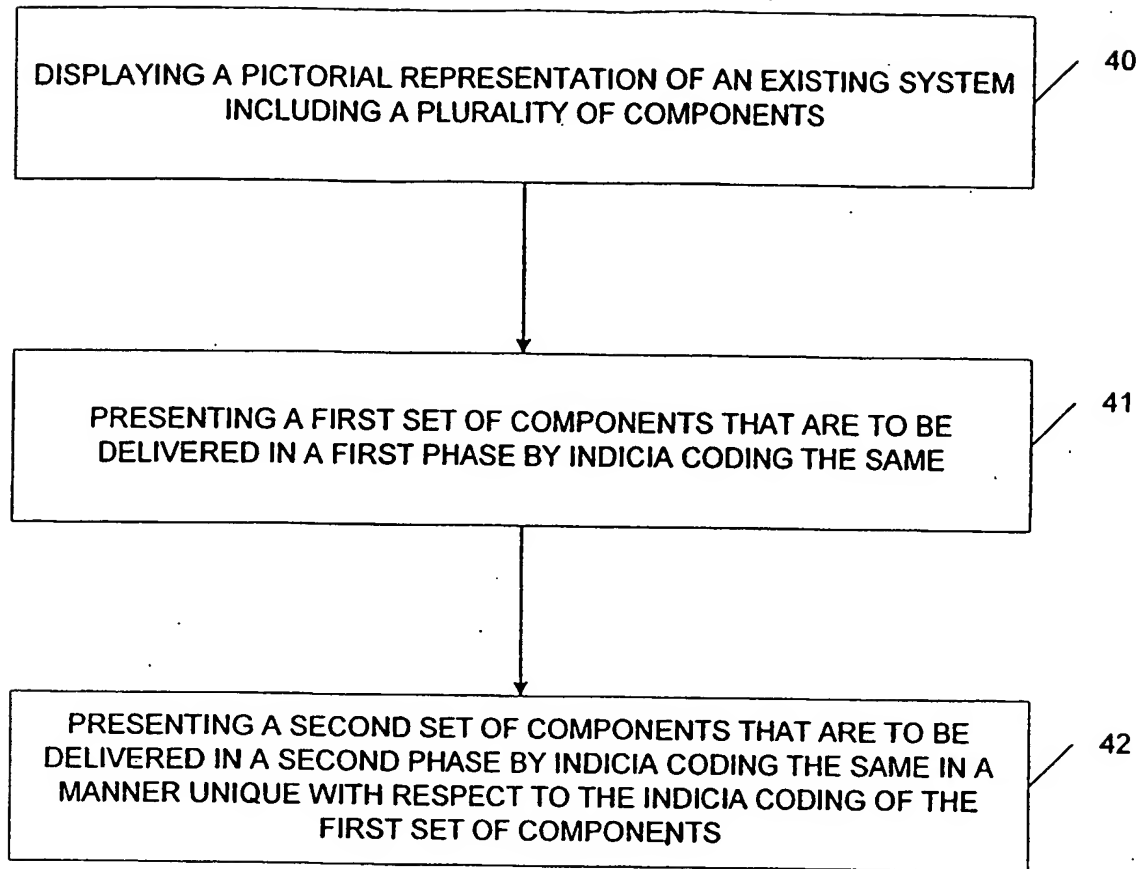 DISPLAYING A PICTORIAL REPRESENTATION OF AN EXISTING SYSTEM
INCLUDING A PLURALITY OF COMPONENTS
40
PRESENTING A FIRST SET OF COMPONENTS THAT ARE TO BE
DELIVERED IN A FIRST PHASE BY INDICIA CODING THE SAME
41
PRESENTING A SECOND SET OF COMPONENTS THAT ARE TO BE
DELIVERED IN A SECOND PHASE BY INDICIA CODING THE SAME IN A
MANNER UNIQUE WITH RESPECT TO THE INDICIA CODING OF THE
FIRST SET OF COMPONENTS
42